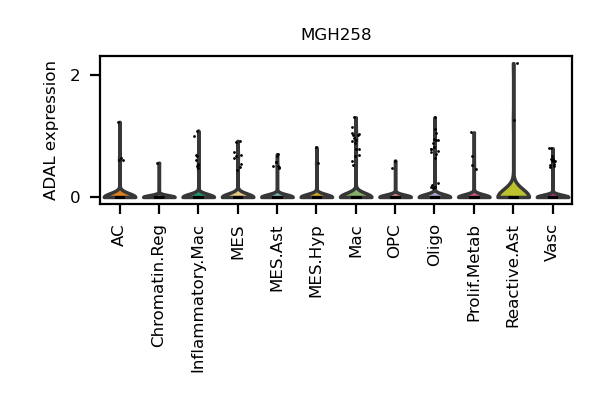 MGH258
ADAL expression
2
0
AC
Chromatin.Reg
Inflammatory.Mac
MES
MES.Ast
MES.Hyp
Mac
OPC
Oligo
Prolif.Metab
Reactive.Ast
Vasc